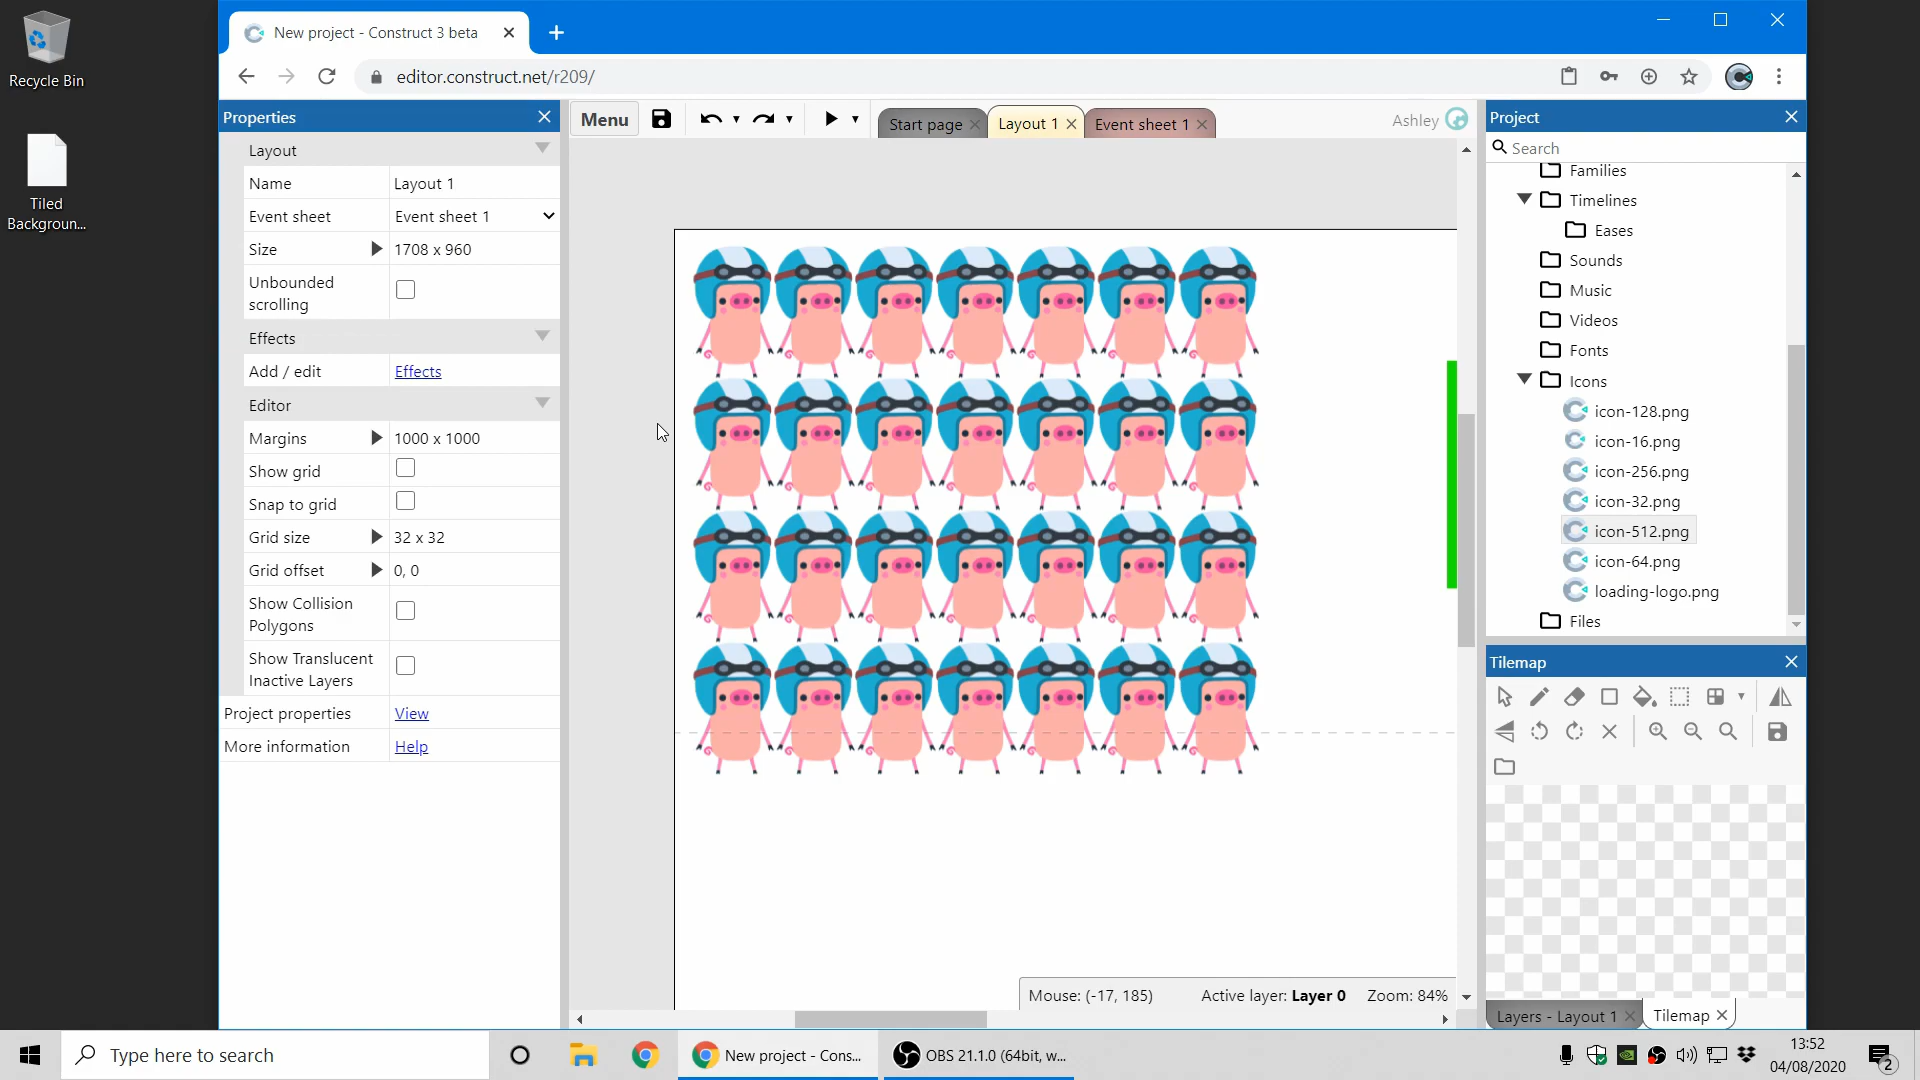 Recycle Bin
Tiled
Backgroun...
New project - Construct 3 beta
editor.construct.net/r209/
Properties
Layout
Name Layout 1
Event sheet Event sheet 1
Size 1708 x 960
Unbounded
scrolling
Effects
Add / edit Effects
Editor
Margins 1000 x 1000
Show grid
Snap to grid
Grid size 32 x 32
Grid offset 0, 0
Show Collision
Polygons
Show Translucent
Inactive Layers
Project properties View
More information Help
Menu
Start page
Layout 1
Event sheet 1
Ashley
Mouse: (-17, 185) Active layer: Layer 0 Zoom: 84%
Project
Search
Families
Timelines
Eases
Sounds
Music
Videos
Fonts
Icons
icon-128.png
icon-16.png
icon-256.png
icon-32.png
icon-512.png
icon-64.png
loading-logo.png
Files
Tilemap
Layers - Layout 1
Tilemap
Type here to search
New project - Cons...
OBS 21.1.0 (64bit, w...
13:52
04/08/2020
2